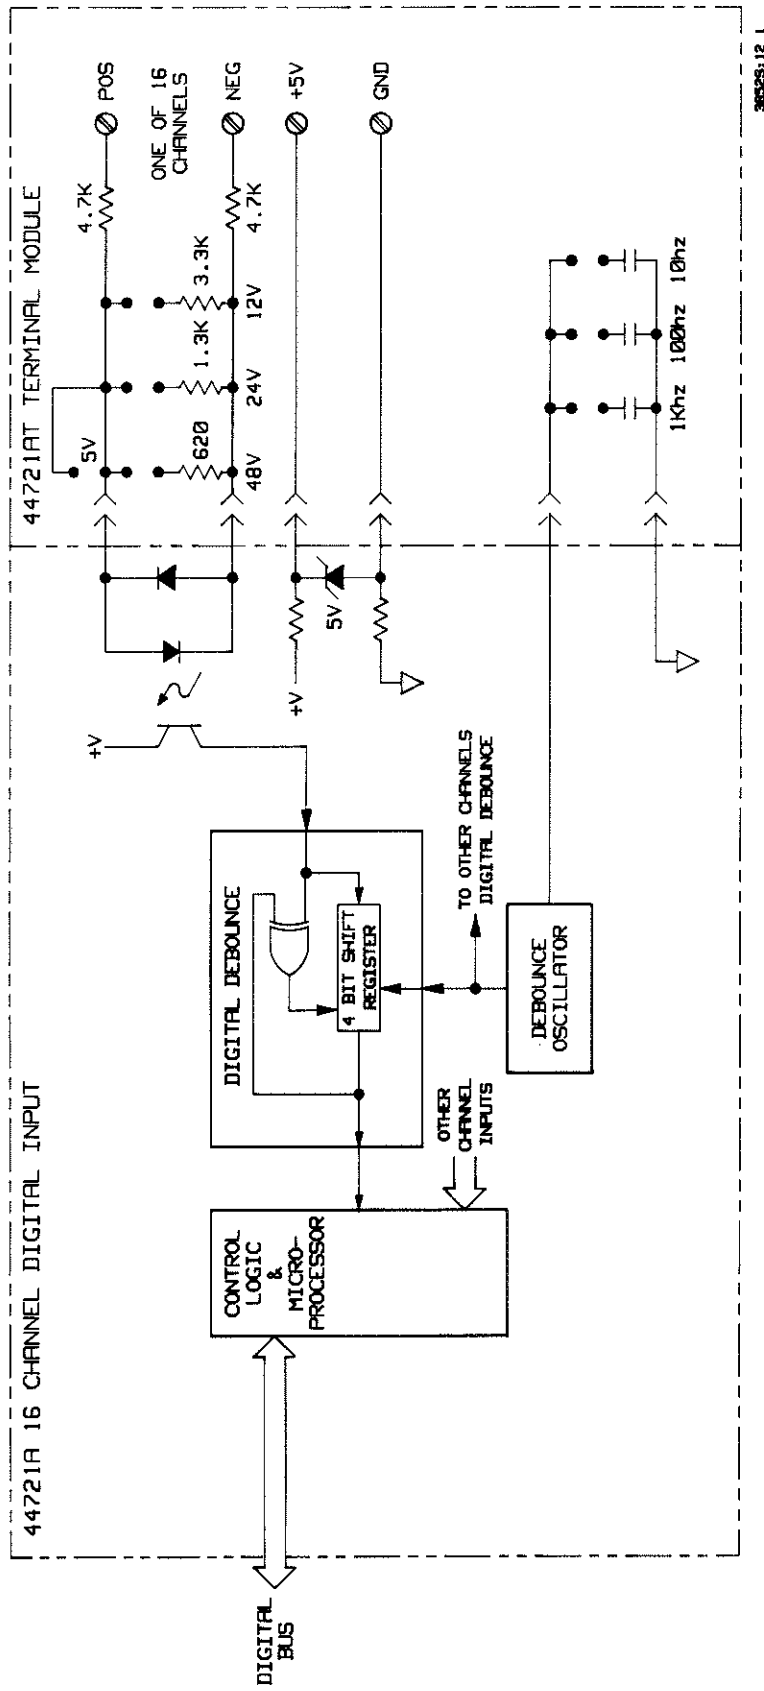 44721A 16 CHANNEL DIGITAL INPUT
44721AT TERMINAL MODULE
DIGITAL
BUS
CONTROL
LOGIC
&
MICRO-
PROCESSOR
OTHER
CHANNEL
INPUTS
DIGITAL DEBOUNCE
4 BIT SHIFT
REGISTER
DEBOUNCE
OSCILLATOR
TO OTHER CHANNELS
DIGITAL DEBOUNCE
+V
+V
5V
5V
620
48V
1.3K
24V
3.3K
12V
4.7K
4.7K
POS
ONE OF 16
CHANNELS
NEG
+5V
GND
1Khz
100hz
10hz